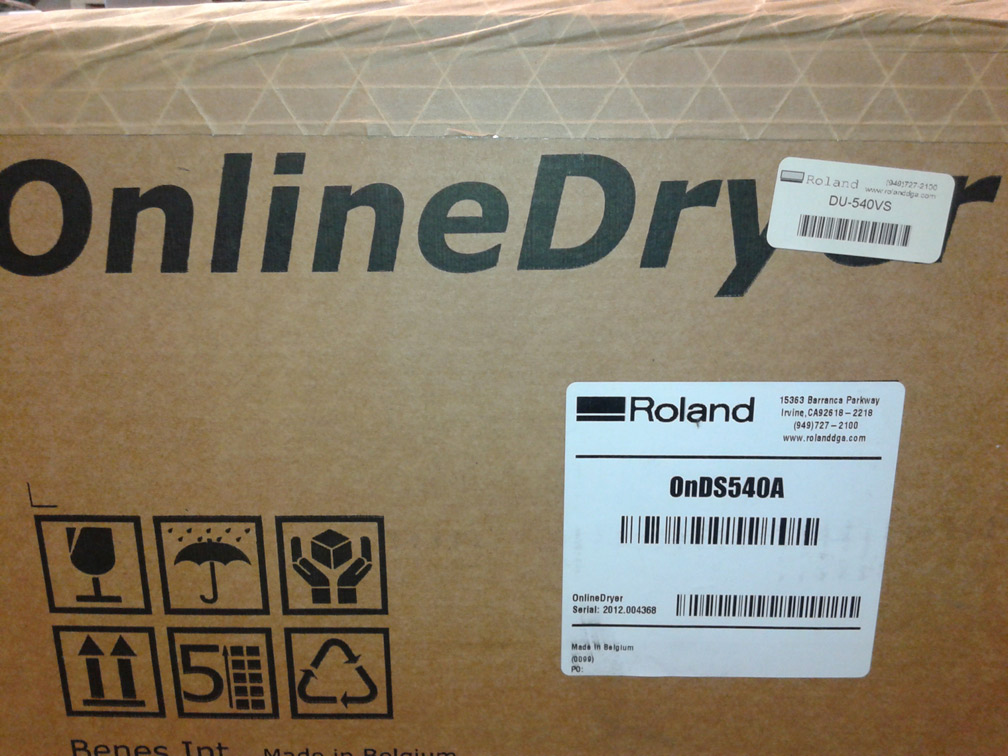 OnlineDryer
Roland
(949)727-2100
www.rolanddga.com
DU-540VS
Roland
15363 Barranca Parkway
Irvine,CA92618-2218
(949)727-2100
www.rolanddga.com
OnDS540A
OnlineDryer
Serial: 2012.004368
Made In Belgium
(0099)
PO:
5
Benes Int. Made in Belgium